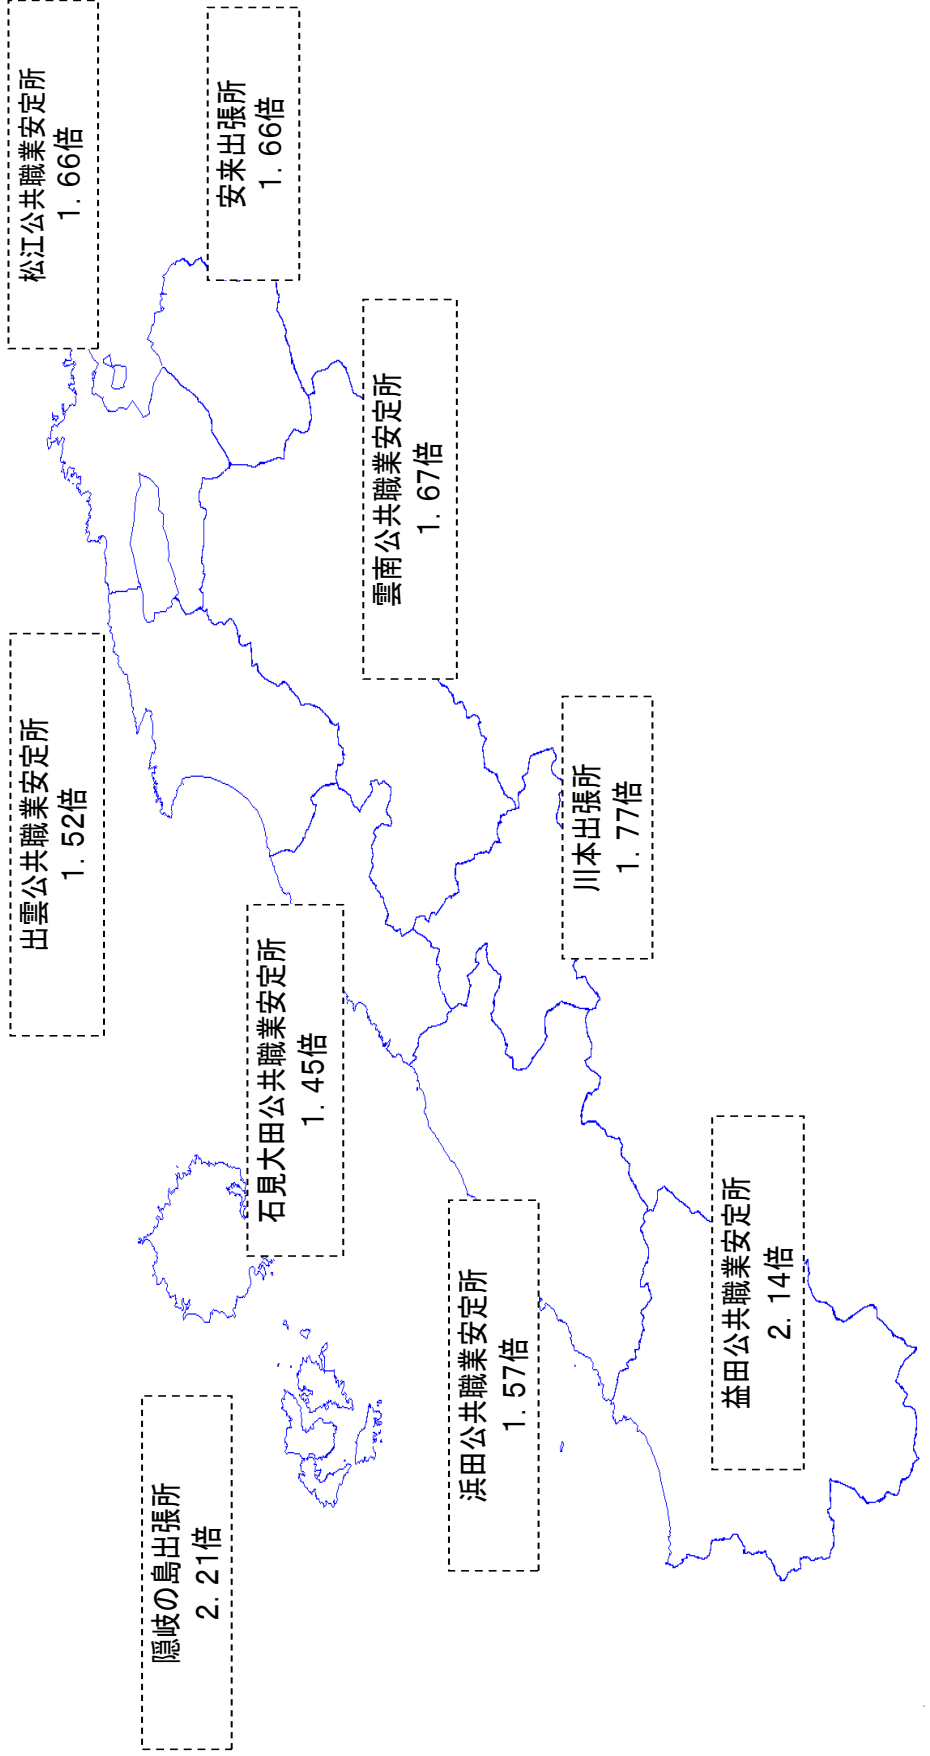 隠岐の島出張所
2．21倍
出雲公共職業安定所
1．52倍
松江公共職業安定所
1．66倍
安来出張所
1．66倍
石見大田公共職業安定所
1．45倍
雲南公共職業安定所
1．67倍
浜田公共職業安定所
1．57倍
川本出張所
1．77倍
益田公共職業安定所
2．14倍